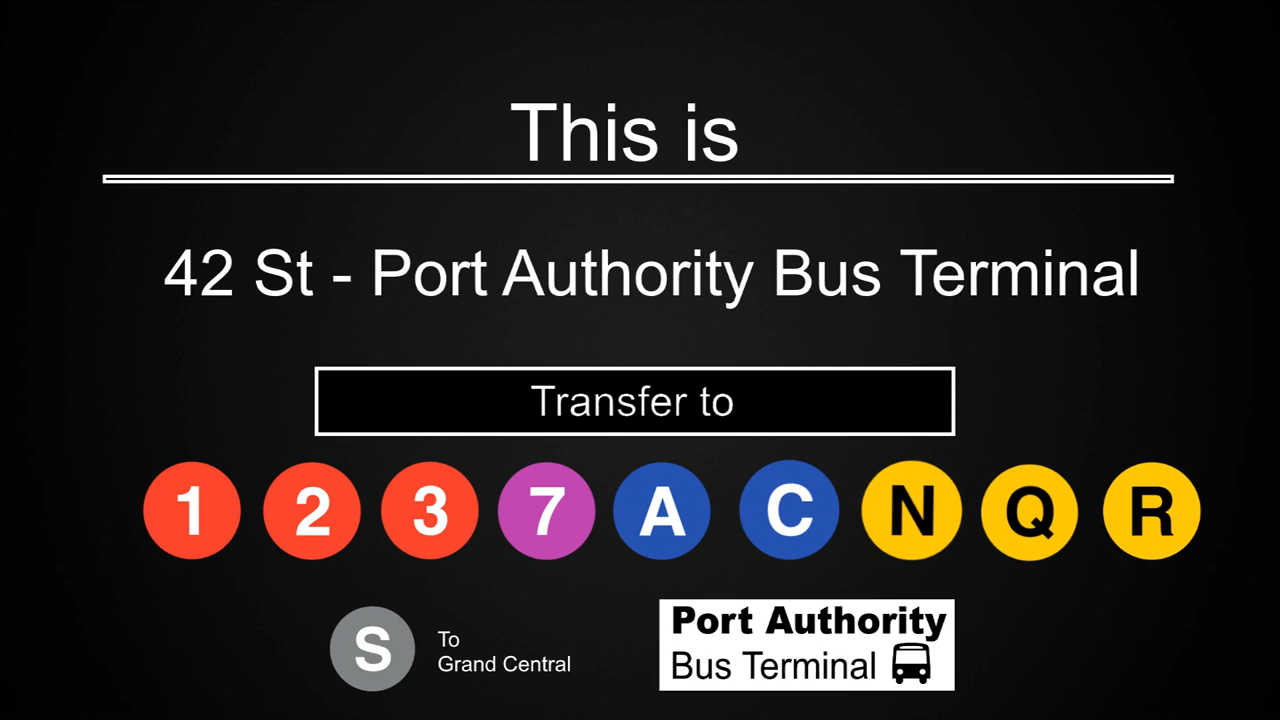 This is
42 St - Port Authority Bus Terminal
Transfer to
1 2 3 7 A C N Q R
S
To
Grand Central
Port Authority
Bus Terminal